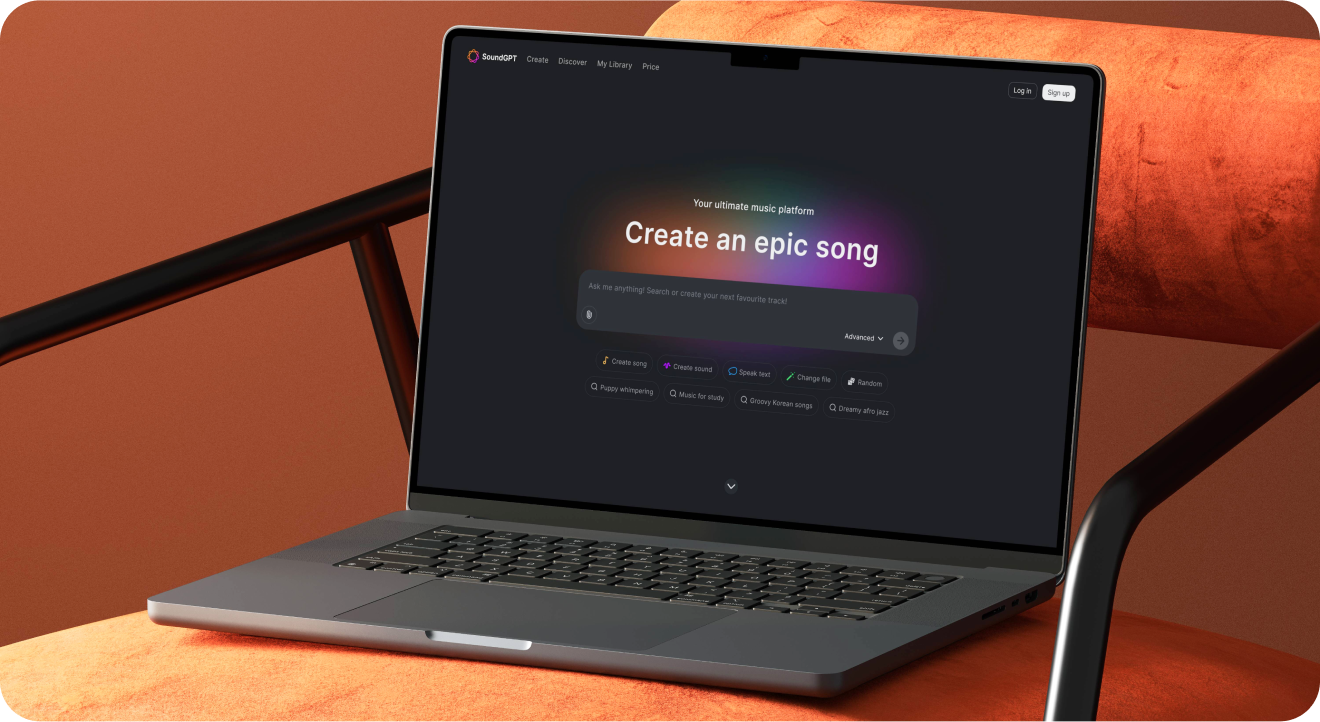 SoundGPT Create Discover My Library Price
Log in Sign up
Your ultimate music platform
Create an epic song
Ask me anything! Search or create your next favourite track!
Advanced
Create song Create sound Speak text Change file Random
Puppy whimpering Music for study Groovy Korean songs Dreamy afro jazz